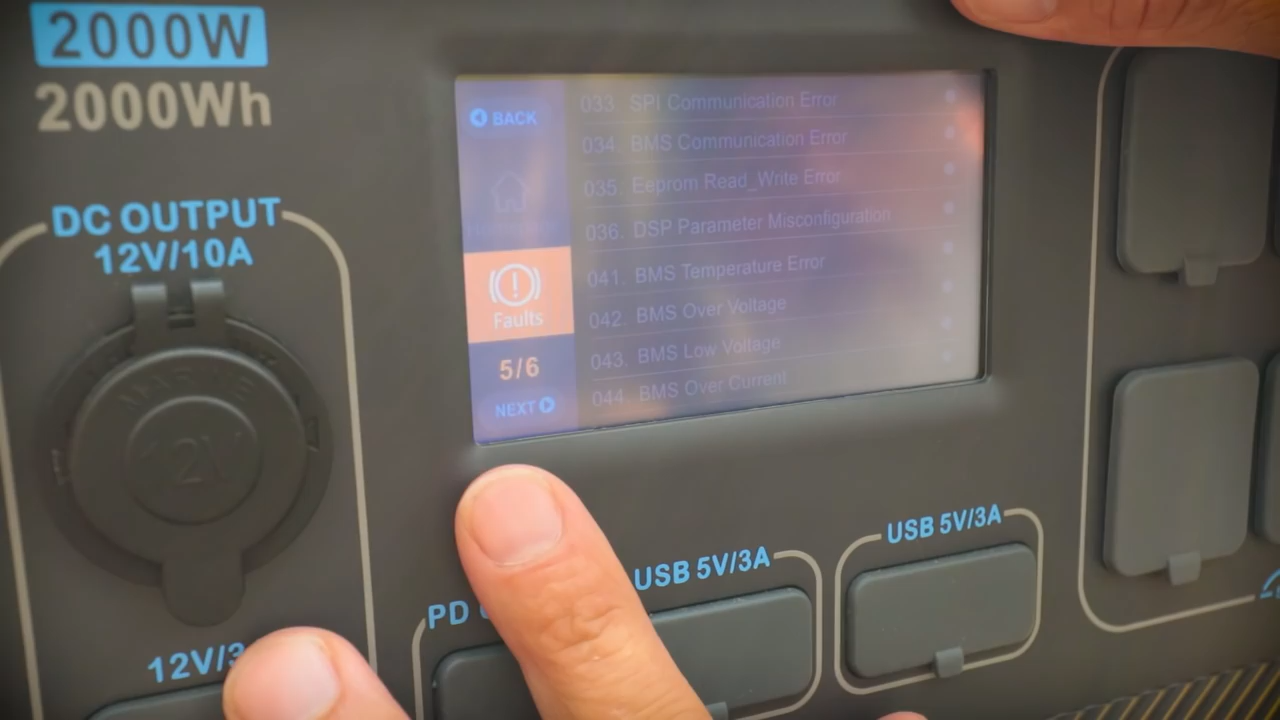 2000W
2000Wh
DC OUTPUT
12V/10A
12V
BACK
Faults
5/6
NEXT
033. SPI Communication Error
034. BMS Communication Error
035. Eeprom Read_Write Error
036. DSP Parameter Misconfiguration
041. BMS Temperature Error
042. BMS Over Voltage
043. BMS Low Voltage
044. BMS Over Current
12V/3
PD
USB 5V/3A
USB 5V/3A